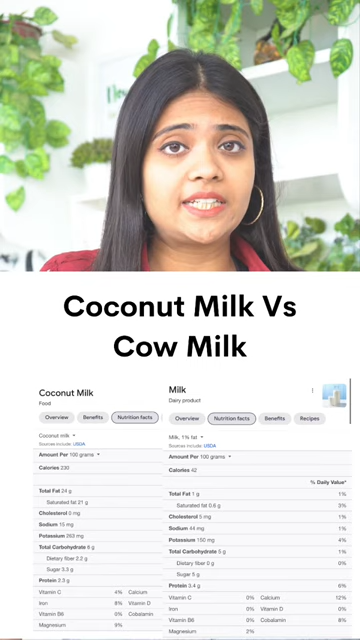 Coconut Milk Vs
Cow Milk
Coconut Milk
Food
Overview Benefits Nutrition facts
Coconut milk
Sources include: USDA
Amount Per 100 grams
Calories 230
Total Fat 24 g
Saturated fat 21 g
Cholesterol 0 mg
Sodium 15 mg
Potassium 263 mg
Total Carbohydrate 6 g
Dietary fiber 2.2 g
Sugar 3.3 g
Protein 2.3 g
Vitamin C 4% Calcium
Iron 8% Vitamin D
Vitamin B6 0% Cobalamin
Magnesium 9%
Milk
Dairy product
Overview Nutrition facts Benefits Recipes
Milk, 1% fat
Sources include: USDA
Amount Per 100 grams
Calories 42
% Daily Value*
Total Fat 1 g 1%
Saturated fat 0.6 g 3%
Cholesterol 5 mg 1%
Sodium 44 mg 1%
Potassium 150 mg 4%
Total Carbohydrate 5 g 1%
Dietary fiber 0 g 0%
Sugar 5 g
Protein 3.4 g 6%
Vitamin C 0% Calcium 12%
Iron 0% Vitamin D 0%
Vitamin B6 0% Cobalamin 8%
Magnesium 2%